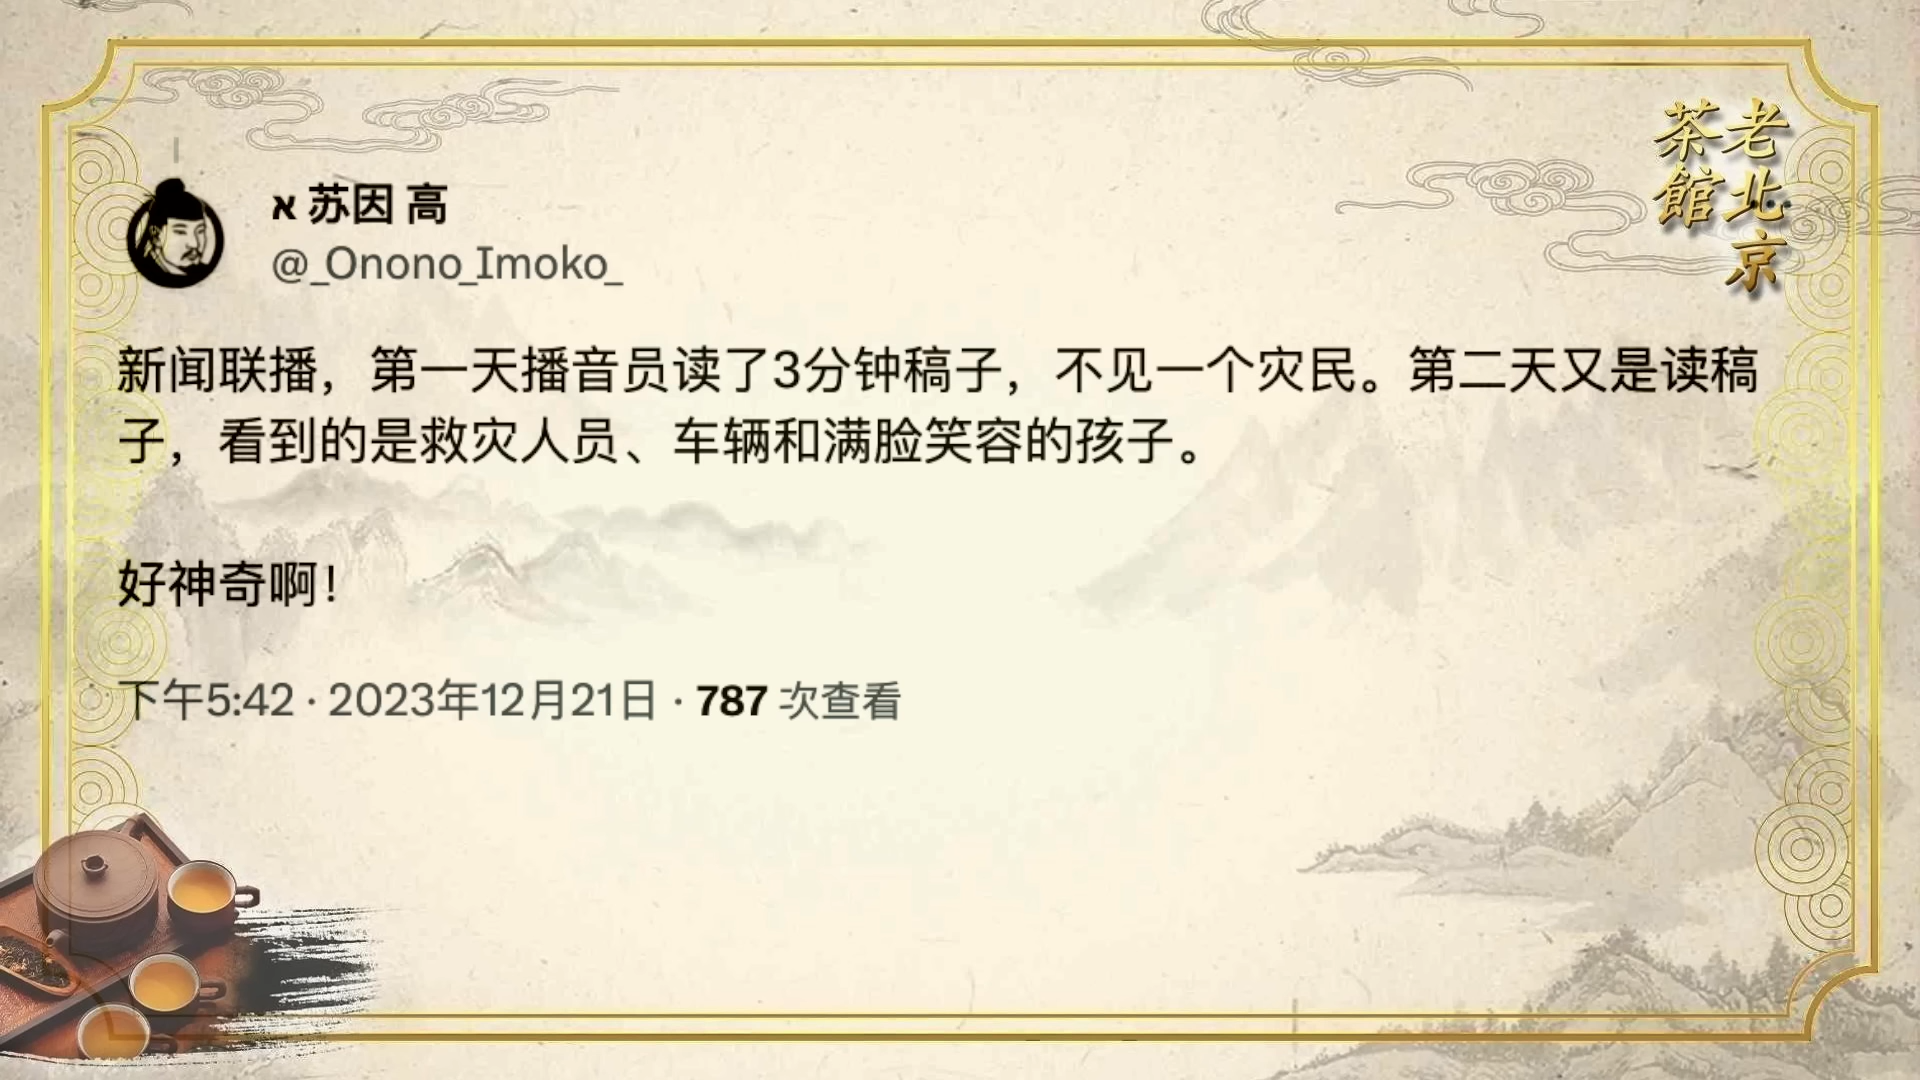 老北京
茶館
א 苏因 高
@_Onono_Imoko_
新闻联播，第一天播音员读了3分钟稿子，不见一个灾民。第二天又是读稿
子，看到的是救灾人员、车辆和满脸笑容的孩子。
好神奇啊！
下午5:42 · 2023年12月21日 · 787 次查看